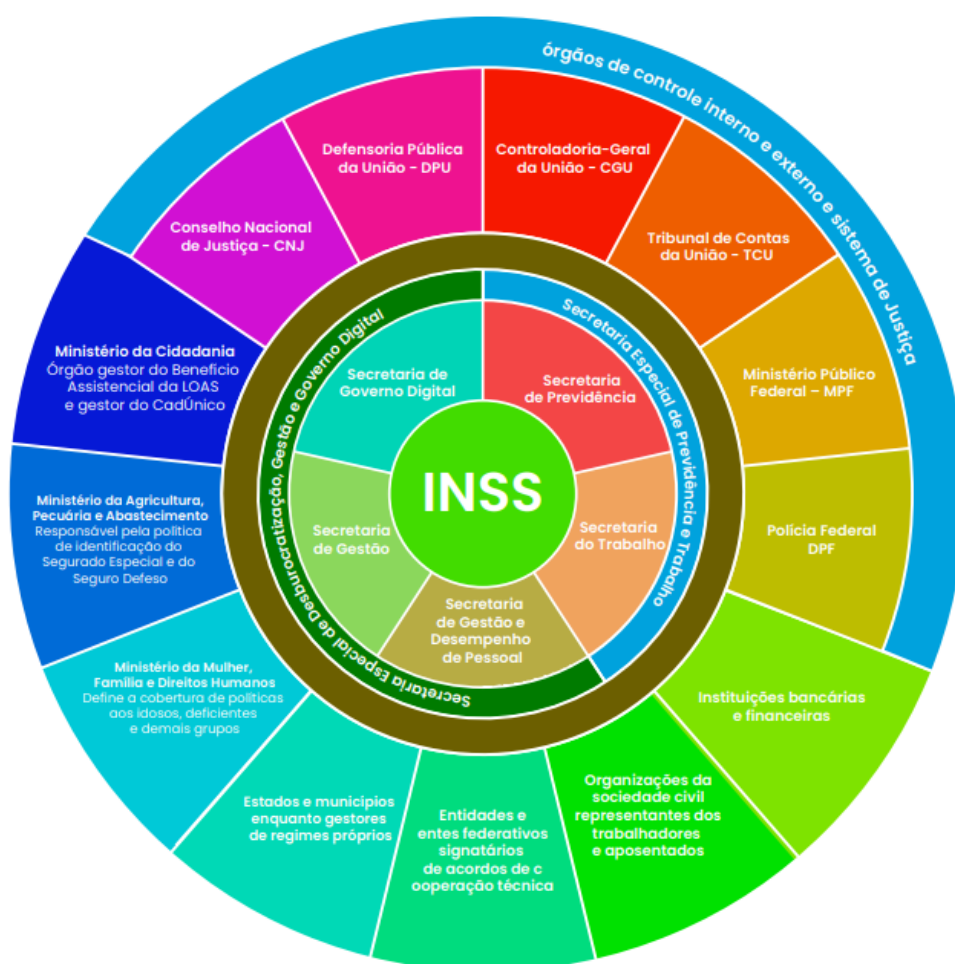 órgãos de controle interno e externo e sistema de Justiça
Defensoria Pública
da União - DPU
Controladoria-Geral
da União - CGU
Conselho Nacional
de Justiça - CNJ
Tribunal de Contas
da União - TCU
Ministério da Cidadania
Órgão gestor do Benefício
Assistencial da LOAS
e gestor do CadÚnico
Ministério Público
Federal – MPF
Ministério da Agricultura,
Pecuária e Abastecimento
Responsável pela política
de identificação do
Segurado Especial e do
Seguro Defeso
Polícia Federal
DPF
Ministério da Mulher,
Família e Direitos Humanos
Define a cobertura de políticas
aos idosos, deficientes
e demais grupos
Instituições bancárias
e financeiras
Estados e municípios
enquanto gestores
de regimes próprios
Entidades e
entes federativos
signatários
de acordos de c
ooperação técnica
Organizações da
sociedade civil
representantes dos
trabalhadores
e aposentados
Secretaria Especial de Desburocratização, Gestão e Governo Digital
Secretaria Especial de Previdência e Trabalho
Secretaria de
Governo Digital
Secretaria
de Previdência
Secretaria
de Gestão
Secretaria
do Trabalho
Secretaria
de Gestão e
Desempenho
de Pessoal
INSS